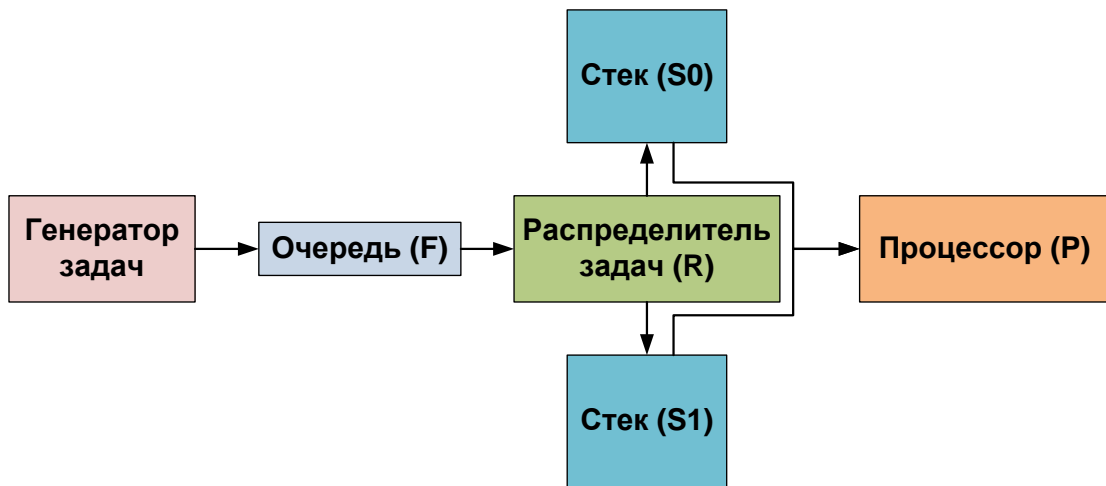 Стек (S0)
Генератор
задач
Очередь (F)
Распределитель
задач (R)
Процессор (P)
Стек (S1)